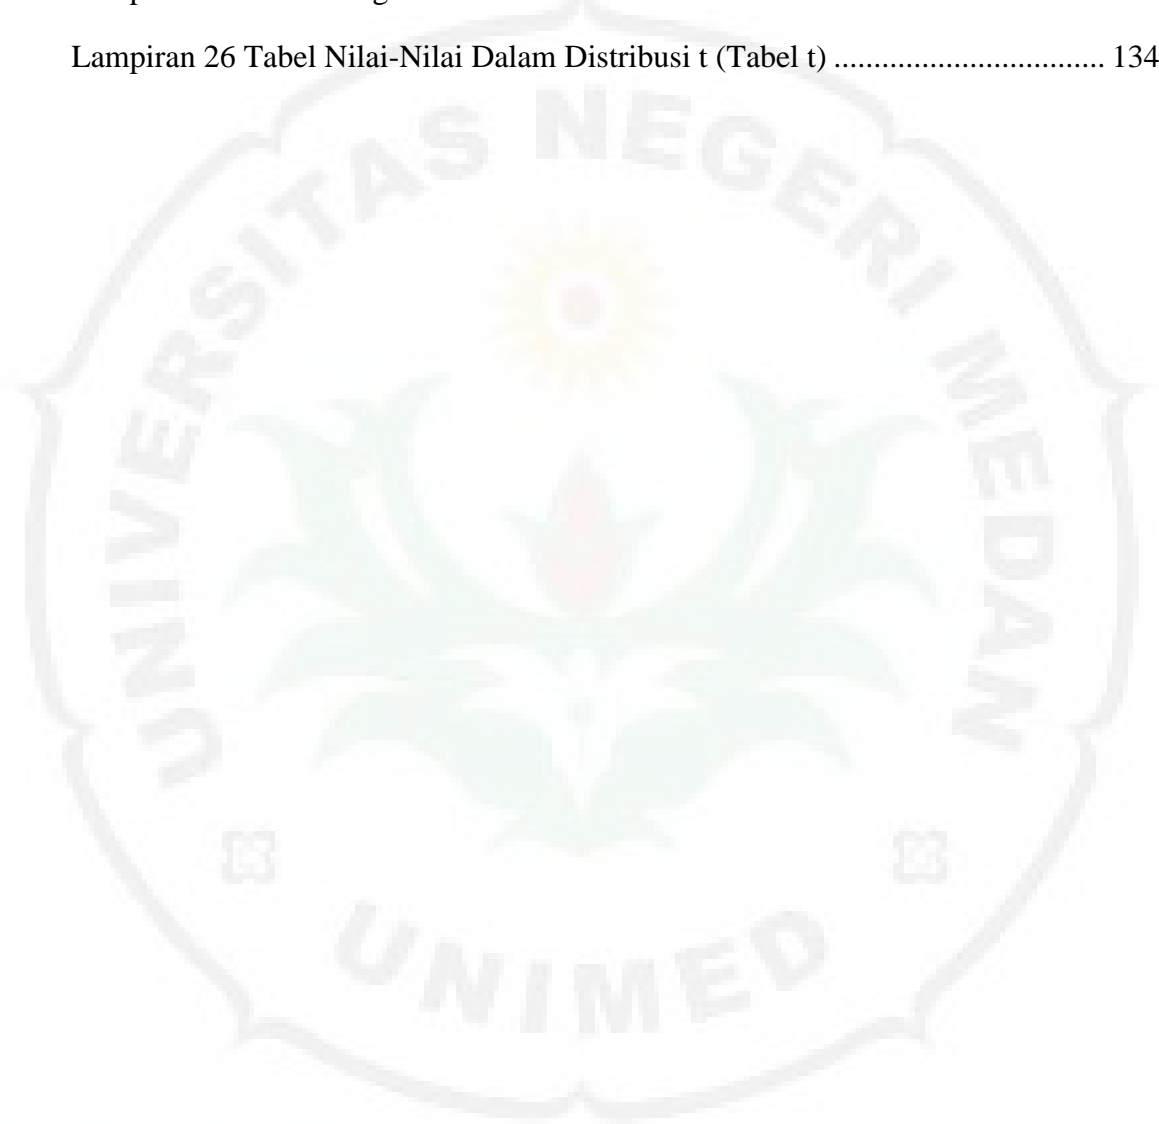 Lampiran 26 Tabel Nilai-Nilai Dalam Distribusi t (Tabel t) .................................. 134
UNIVERSITAS NEGERI MEDAN
UNIMED